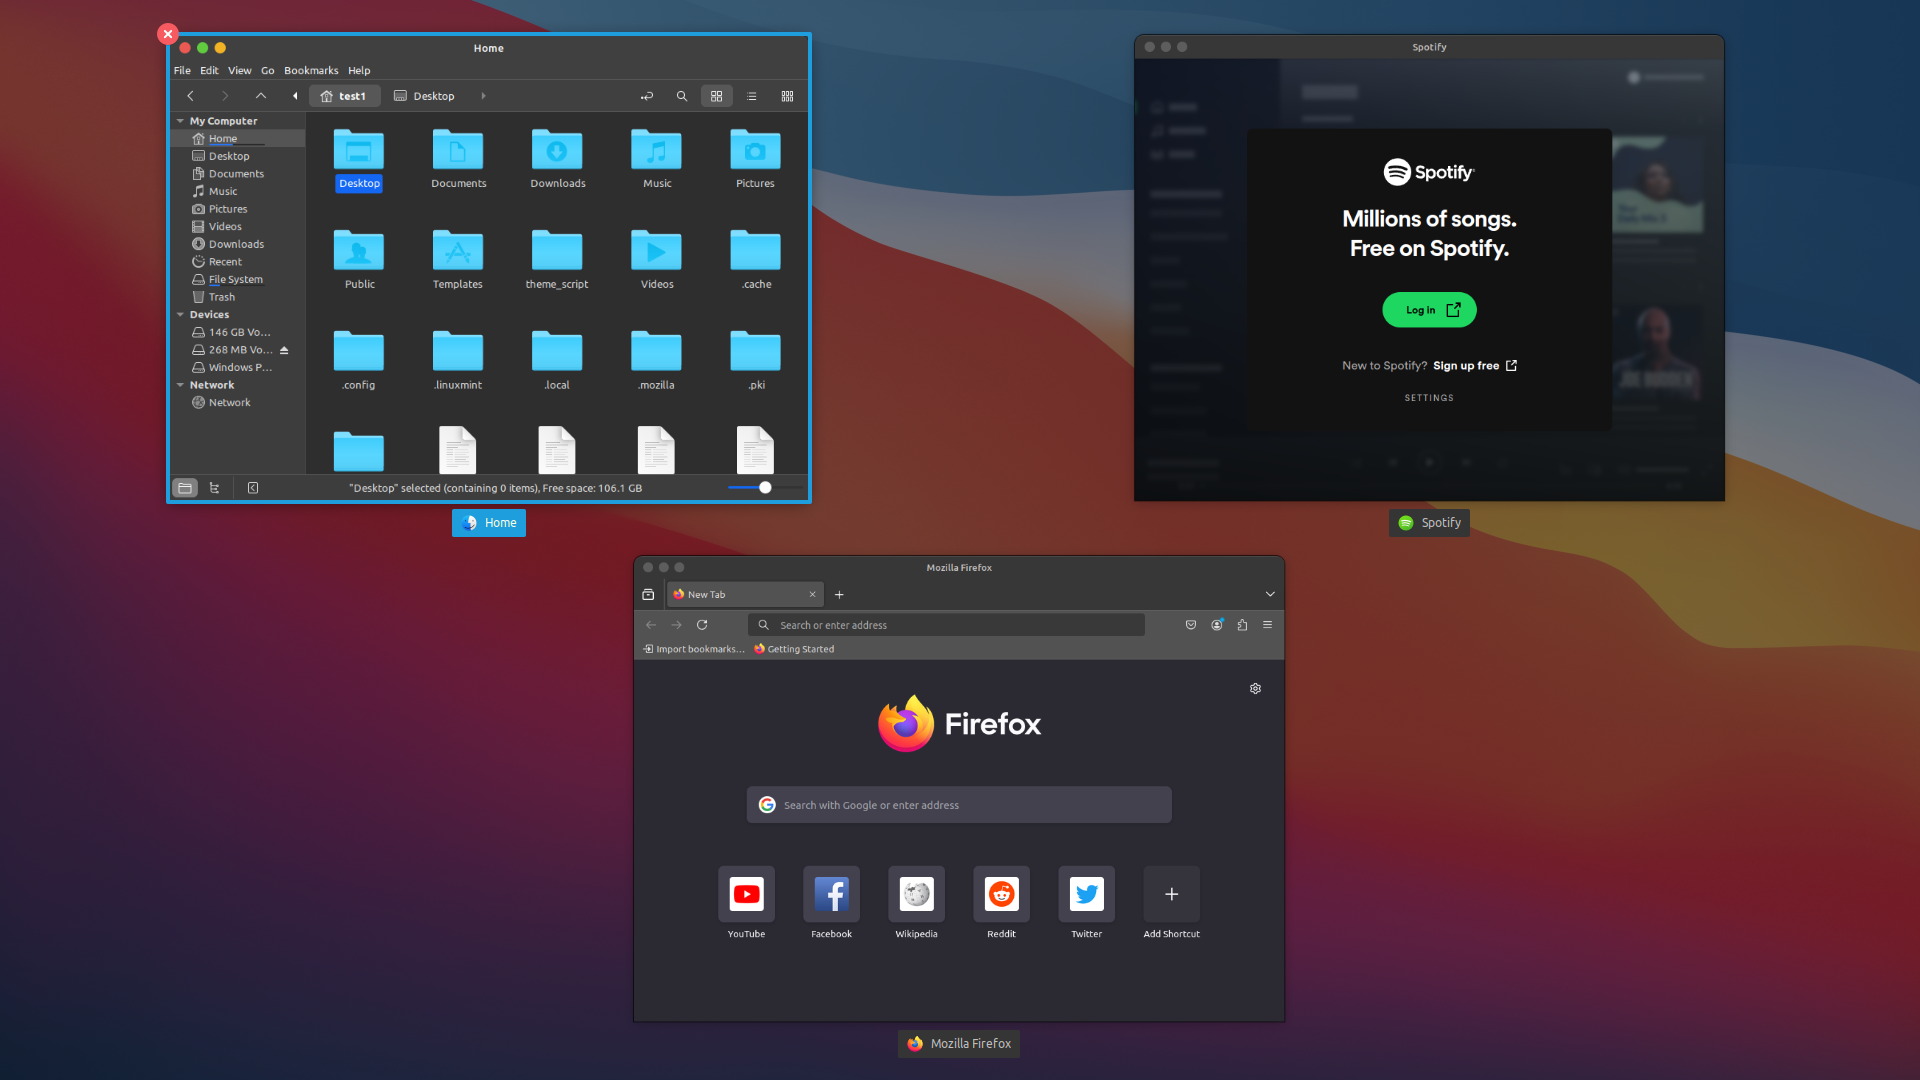 Home
File Edit View Go Bookmarks Help
test1 Desktop
My Computer
Home
Desktop
Documents
Music
Pictures
Videos
Downloads
Recent
File System
Trash
Devices
146 GB Vo...
268 MB Vo...
Windows P...
Network
Network
Desktop Documents Downloads Music Pictures
Public Templates theme_script Videos .cache
.config .linuxmint .local .mozilla .pki
"Desktop" selected (containing 0 items), Free space: 106.1 GB
Home
Spotify
Spotify
Millions of songs.
Free on Spotify.
Log in
New to Spotify? Sign up free
SETTINGS
JOE BUDDEN
Spotify
Mozilla Firefox
New Tab
Search or enter address
Import bookmarks... Getting Started
Firefox
Search with Google or enter address
YouTube Facebook Wikipedia Reddit Twitter Add Shortcut
Mozilla Firefox